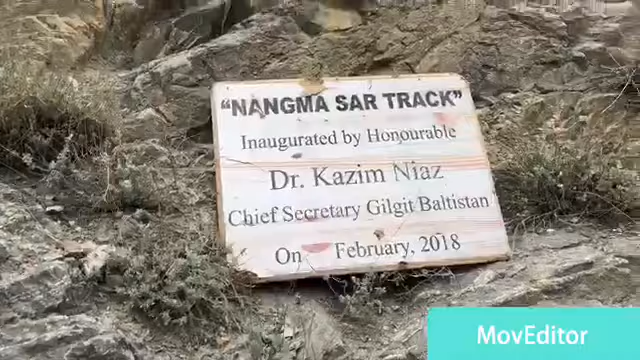 “NANGMA SAR TRACK”
Inaugurated by Honourable
Dr. Kazim Niaz
Chief Secretary Gilgit Baltistan
On February, 2018
MovEditor